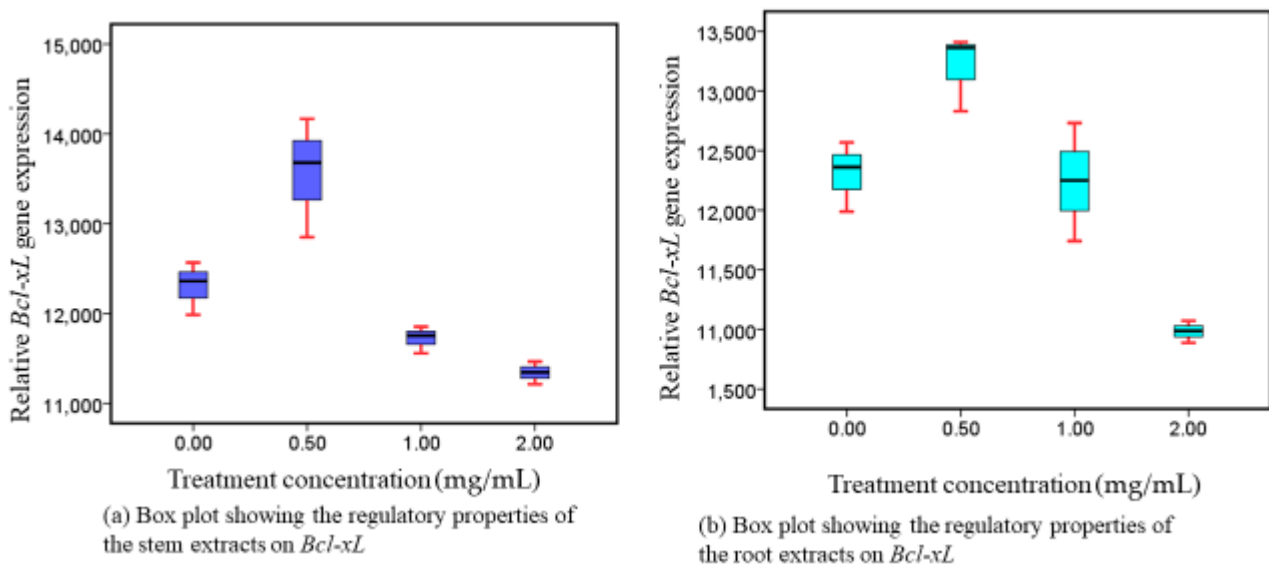 Relative Bcl-xL gene expression
15,000
14,000
13,000
12,000
11,000
0.00 0.50 1.00 2.00
Treatment concentration (mg/mL)
(a) Box plot showing the regulatory properties of
the stem extracts on Bcl-xL
Relative Bcl-xL gene expression
13,500
13,000
12,500
12,000
11,500
11,000
1,500
0.00 0.50 1.00 2.00
Treatment concentration (mg/mL)
(b) Box plot showing the regulatory properties of
the root extracts on Bcl-xL